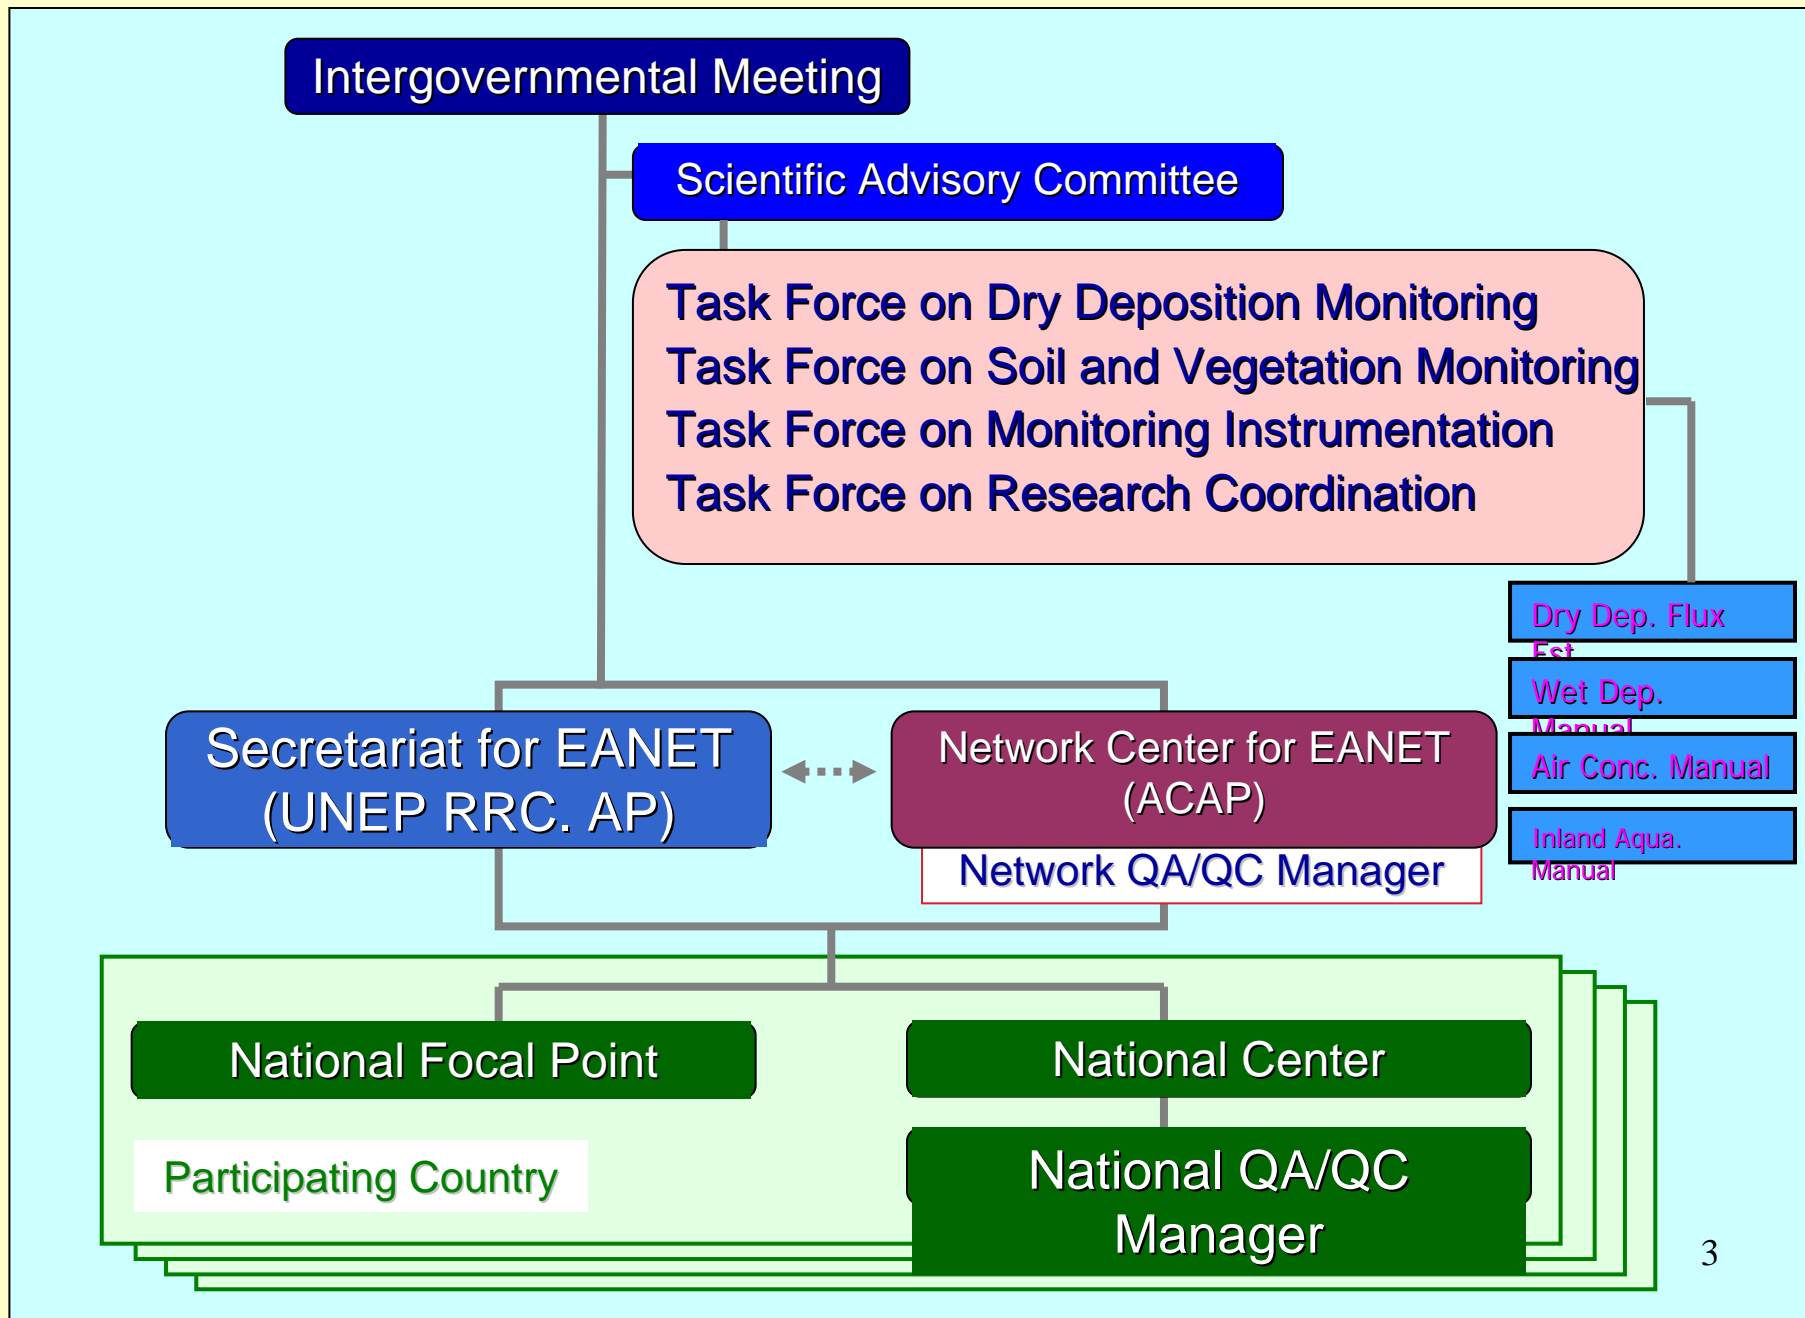 Intergovernmental Meeting
Scientific Advisory Committee
Task Force on Dry Deposition Monitoring
Task Force on Soil and Vegetation Monitoring
Task Force on Monitoring Instrumentation
Task Force on Research Coordination
Dry Dep. Flux
Est.
Wet Dep.
Manual
Air Conc. Manual
Inland Aqua.
Manual
Secretariat for EANET
(UNEP RRC. AP)
Network Center for EANET
(ACAP)
Network QA/QC Manager
National Focal Point
National Center
Participating Country
National QA/QC
Manager
3